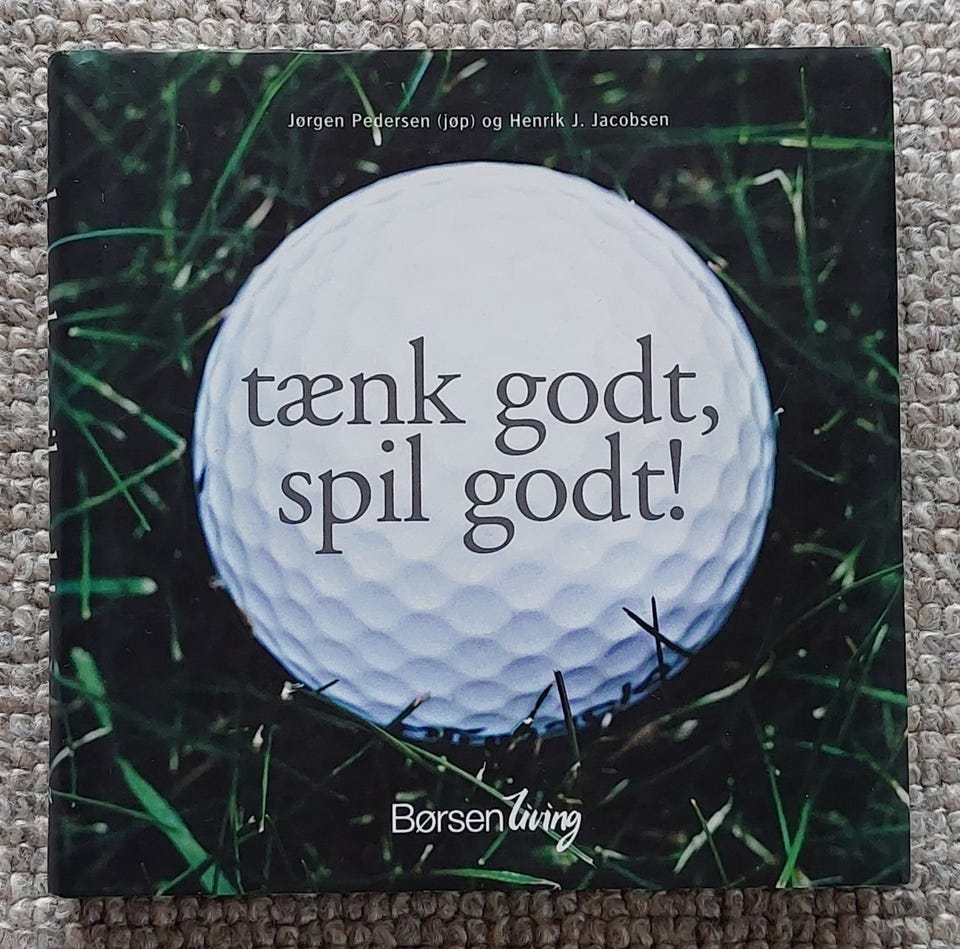 Jørgen Pedersen (jøp) og Henrik J. Jacobsen
tænk godt,
spil godt!
Børsen living